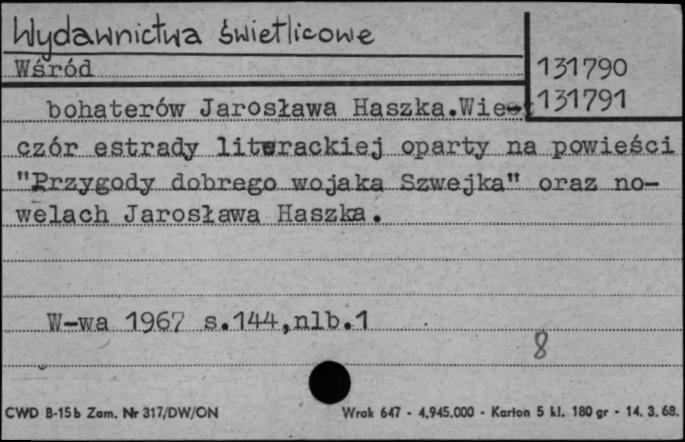 Wydawnictwa świetlicowe
Wśród
131790
131791
bohaterów Jarosława Haszka.Wie-
czór estrady literackiej oparty na powieści
"Przygody dobrego wojaka Szwejka" oraz no-
welach Jarosława Haszka.
W-wa 1967 s.144,nlb.1
8
CWD B-15b Zam. Nr 317/DW/ON
Wrak 647 - 4.945.000 - Karton 5 kl. 180 gr - 14. 3. 68.